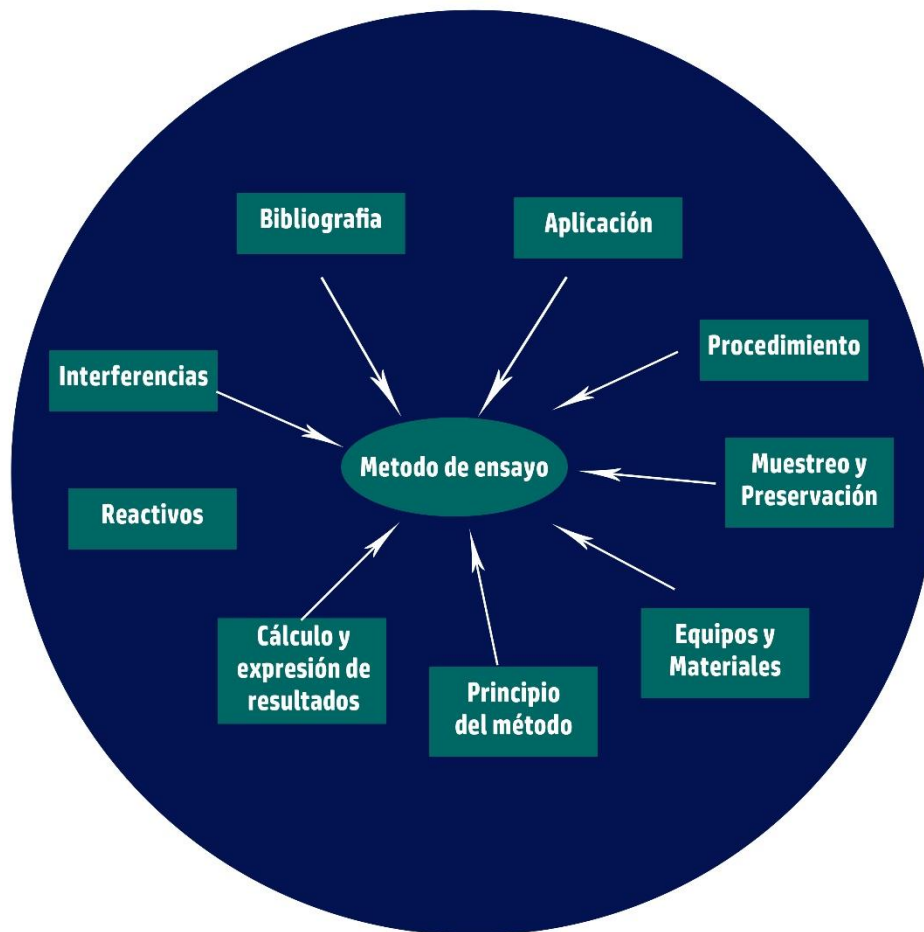 Bibliografia
Aplicación
Procedimiento
Interferencias
Metodo de ensayo
Muestreo y
Preservación
Reactivos
Cálculo y
expresión de
resultados
Equipos y
Materiales
Principio
del método